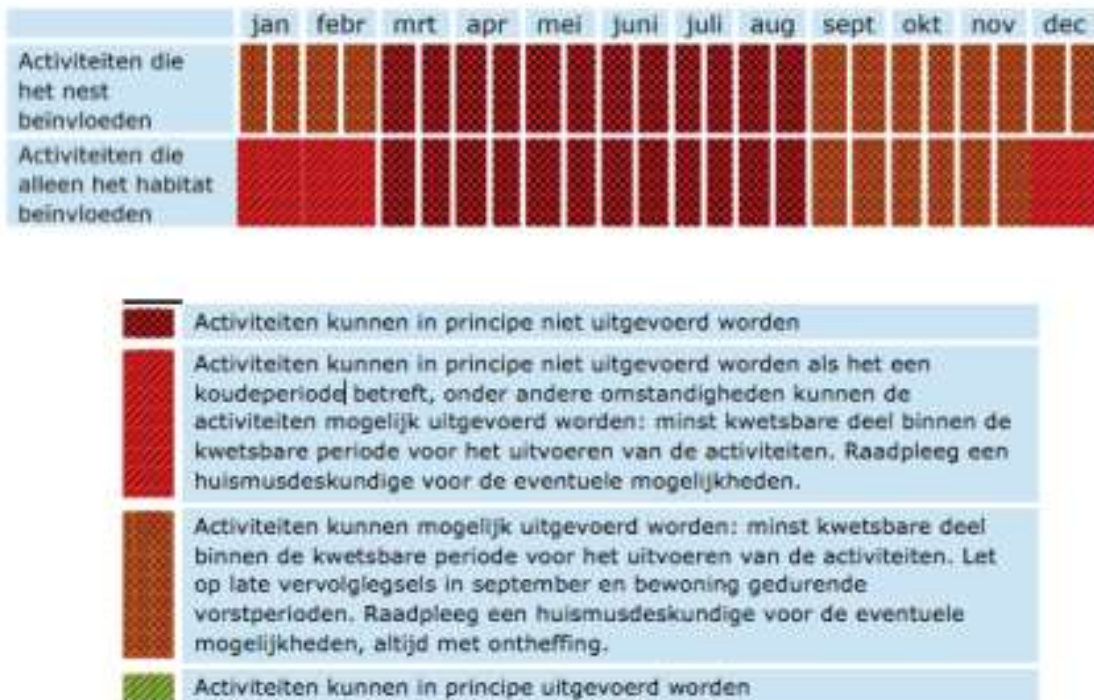 jan febr mrt apr mei juni juli aug sept okt nov dec
Activiteiten die
het nest
beïnvloeden
Activiteiten die
alleen het habitat
beïnvloeden
Activiteiten kunnen in principe niet uitgevoerd worden
Activiteiten kunnen in principe niet uitgevoerd worden als het een
koudeperiode betreft, onder andere omstandigheden kunnen de
activiteiten mogelijk uitgevoerd worden: minst kwetsbare deel binnen de
kwetsbare periode voor het uitvoeren van de activiteiten. Raadpleeg een
huismusdeskundige voor de eventuele mogelijkheden.
Activiteiten kunnen mogelijk uitgevoerd worden: minst kwetsbare deel
binnen de kwetsbare periode voor het uitvoeren van de activiteiten. Let
op late vervolglegsels in september en bewoning gedurende
vorstperioden. Raadpleeg een huismusdeskundige voor de eventuele
mogelijkheden, altijd met ontheffing.
Activiteiten kunnen in principe uitgevoerd worden